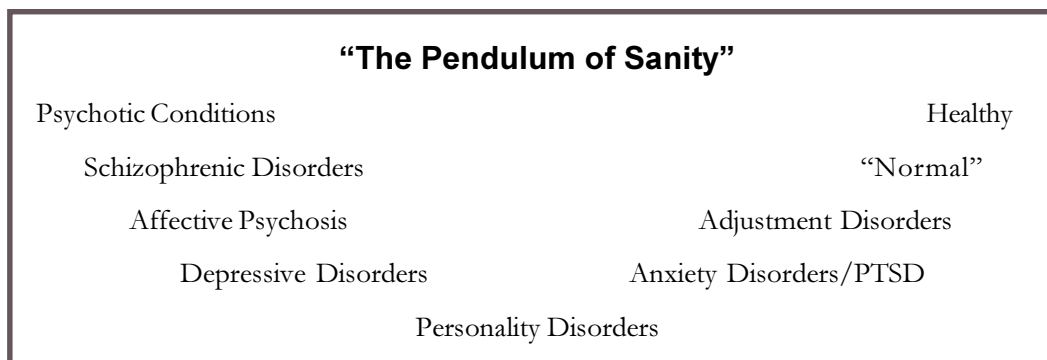 “The Pendulum of Sanity”
Psychotic Conditions Healthy
Schizophrenic Disorders “Normal”
Affective Psychosis Adjustment Disorders
Depressive Disorders Anxiety Disorders/PTSD
Personality Disorders